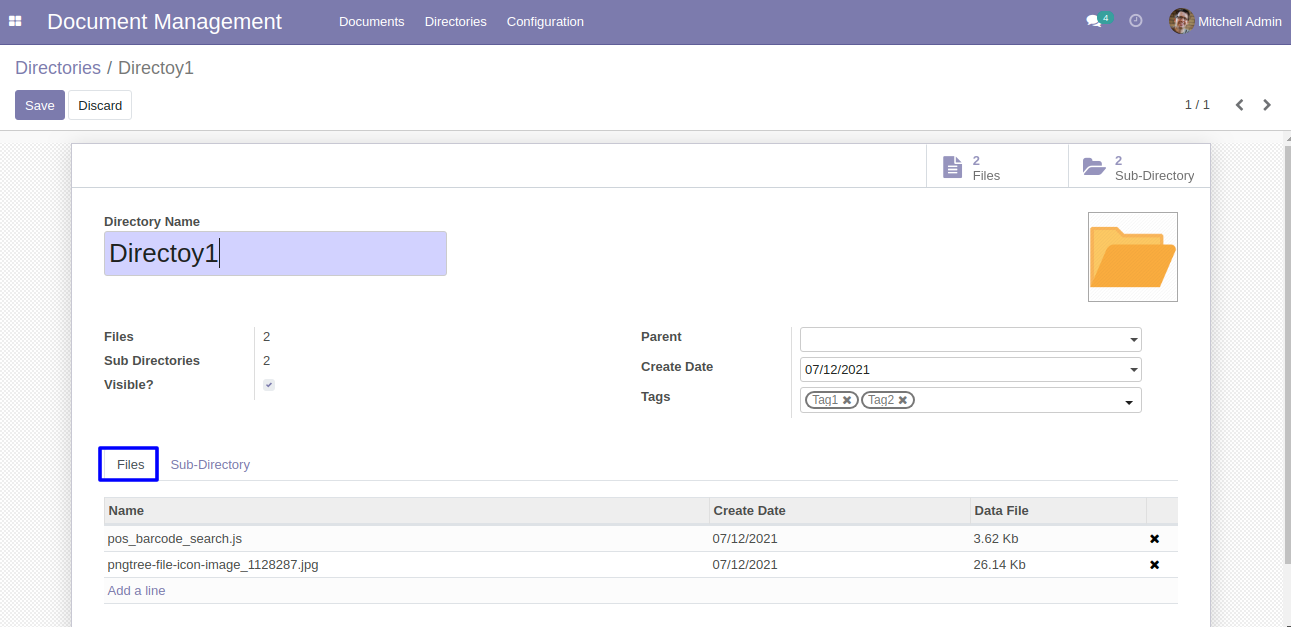 Document Management Documents Directories Configuration 4 Mitchell Admin
Directories / Directoy1
Save Discard 1 / 1
2 Files
2 Sub-Directory
Directory Name
Directoy1
Files 2
Sub Directories 2
Visible?
Parent
Create Date 07/12/2021
Tags Tag1 Tag2
Files Sub-Directory
Name Create Date Data File
pos_barcode_search.js 07/12/2021 3.62 Kb
pngtree-file-icon-image_1128287.jpg 07/12/2021 26.14 Kb
Add a line